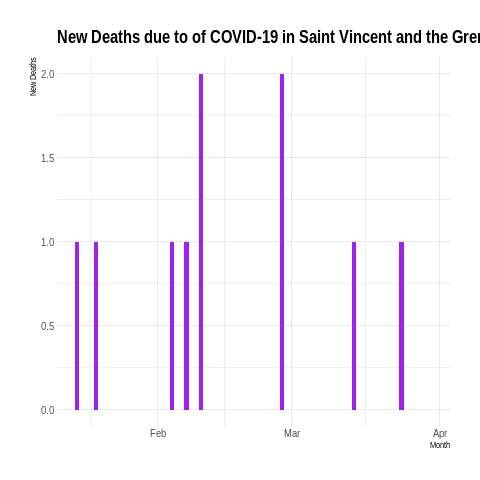 New Deaths due to of COVID-19 in Saint Vincent and the Gren
New Deaths
2.0
1.5
1.0
0.5
0.0
Feb Mar Apr
Month